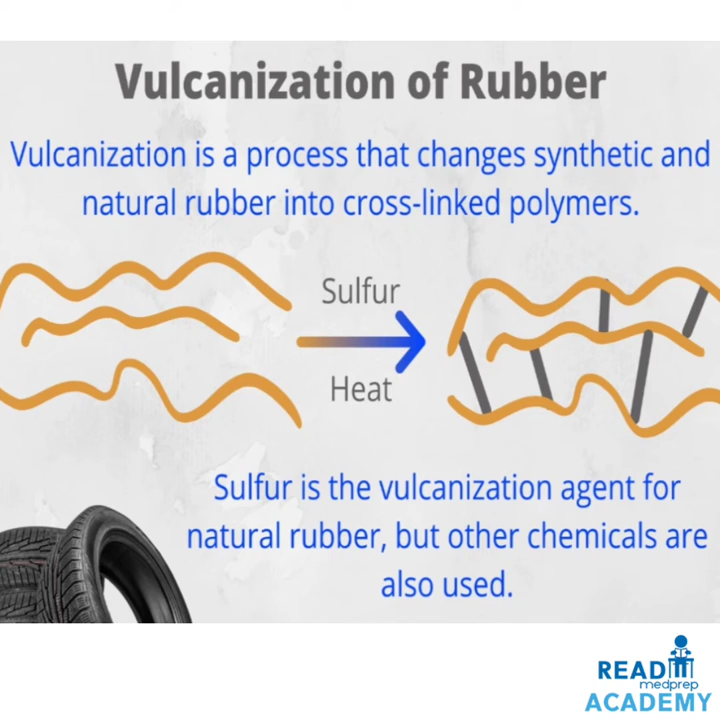 Vulcanization of Rubber
Vulcanization is a process that changes synthetic and
natural rubber into cross-linked polymers.
Sulfur
Heat
Sulfur is the vulcanization agent for
natural rubber, but other chemicals are
also used.
READ
medprep
ACADEMY